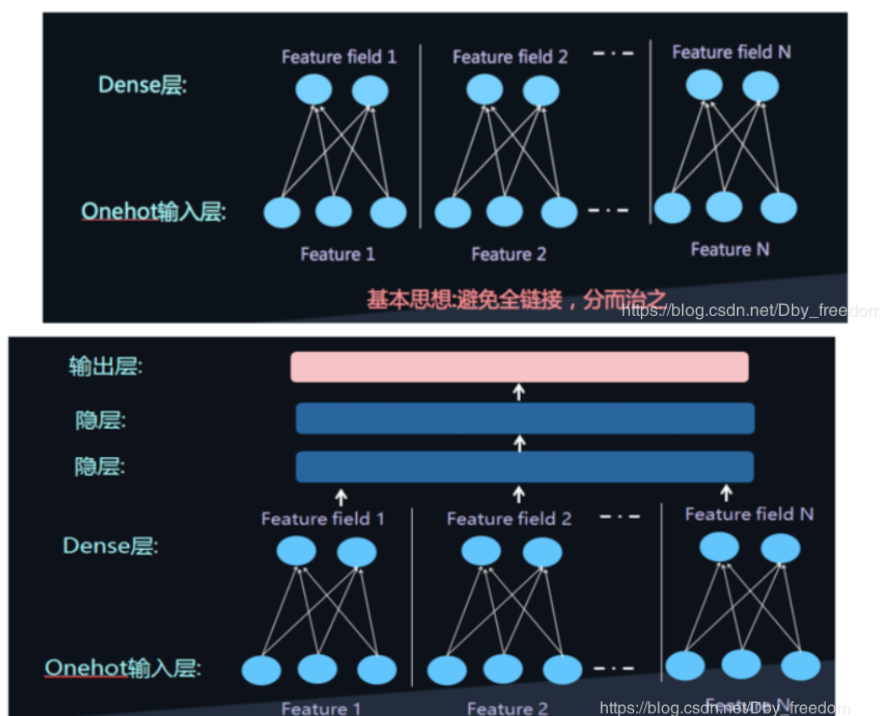 Feature field 1 Feature field 2 Feature field N
Dense层:
Onehot输入层:
Feature 1 Feature 2 Feature N
基本思想:避免全链接，分而治之
https://blog.csdn.net/Dby_freedom
输出层:
隐层:
隐层:
Feature field 1 Feature field 2 Feature field N
Dense层:
Onehot输入层:
Feature 1 Feature 2 Feature N
https://blog.csdn.net/Dby_freedom